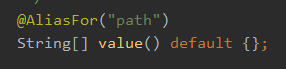 @AliasFor("path")
String[] value() default {};